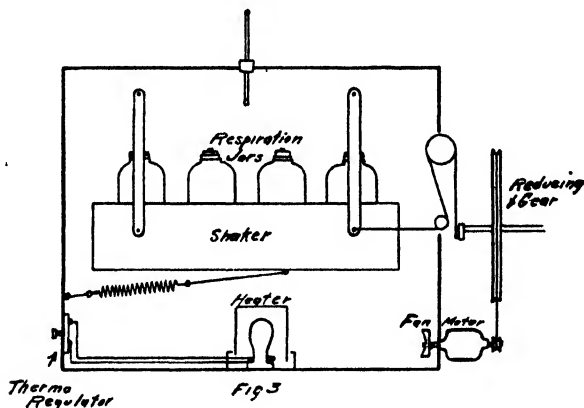 Respiration
Jars
Reducing
Gear
Shaker
Heater
Fan Motor
Thermo
Regulator
Fig 3